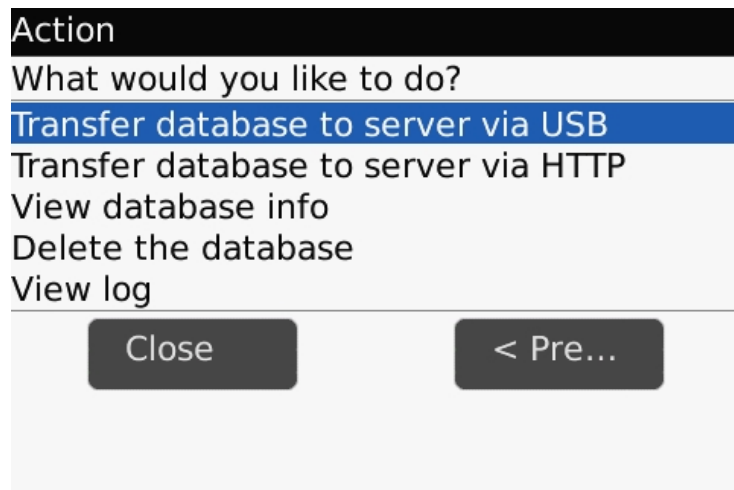 Action
What would you like to do?
Transfer database to server via USB
Transfer database to server via HTTP
View database info
Delete the database
View log
Close
< Pre...